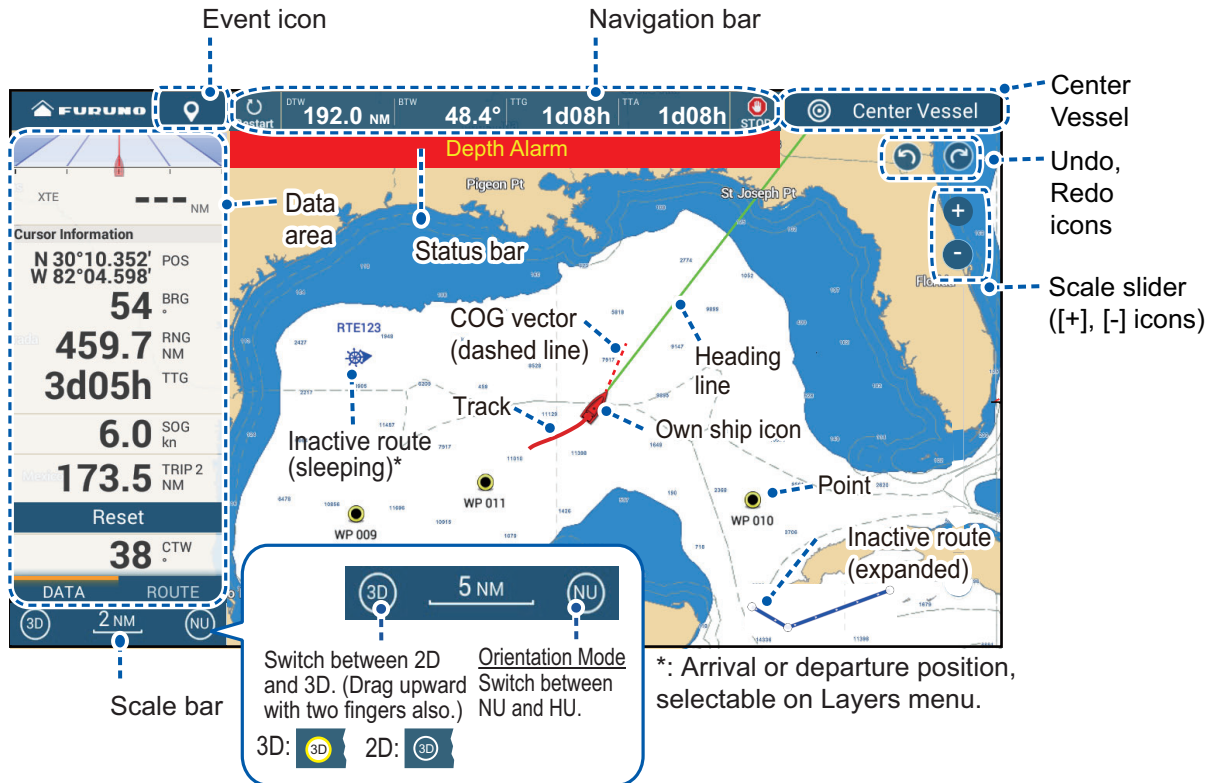 Event icon
Navigation bar
FURUNO
Restart
DTW
192.0 NM
BTW
48.4°
TTG
1d08h
TTA
1d08h
STOP
Center Vessel
Center
Vessel
Depth Alarm
Undo,
Redo
icons
Pigeon Pt
St Joseph Pt
XTE
--- NM
Data
area
Status bar
+
-
Scale slider
([+], [-] icons)
Cursor Information
N 30°10.352' POS
W 82°04.598'
54 BRG
°
459.7 RNG
NM
3d05h TTG
6.0 SOG
kn
173.5 TRIP 2
NM
Reset
38 CTW
°
DATA
ROUTE
3D
2 NM
NU
Scale bar
RTE123
COG vector
(dashed line)
Heading
line
Track
Own ship icon
Inactive route
(sleeping)*
Point
WP 011
WP 009
WP 010
Inactive route
(expanded)
3D
5 NM
NU
Switch between 2D
and 3D. (Drag upward
with two fingers also.)
Orientation Mode
Switch between
NU and HU.
3D: 3D
2D: 3D
*: Arrival or departure position,
selectable on Layers menu.